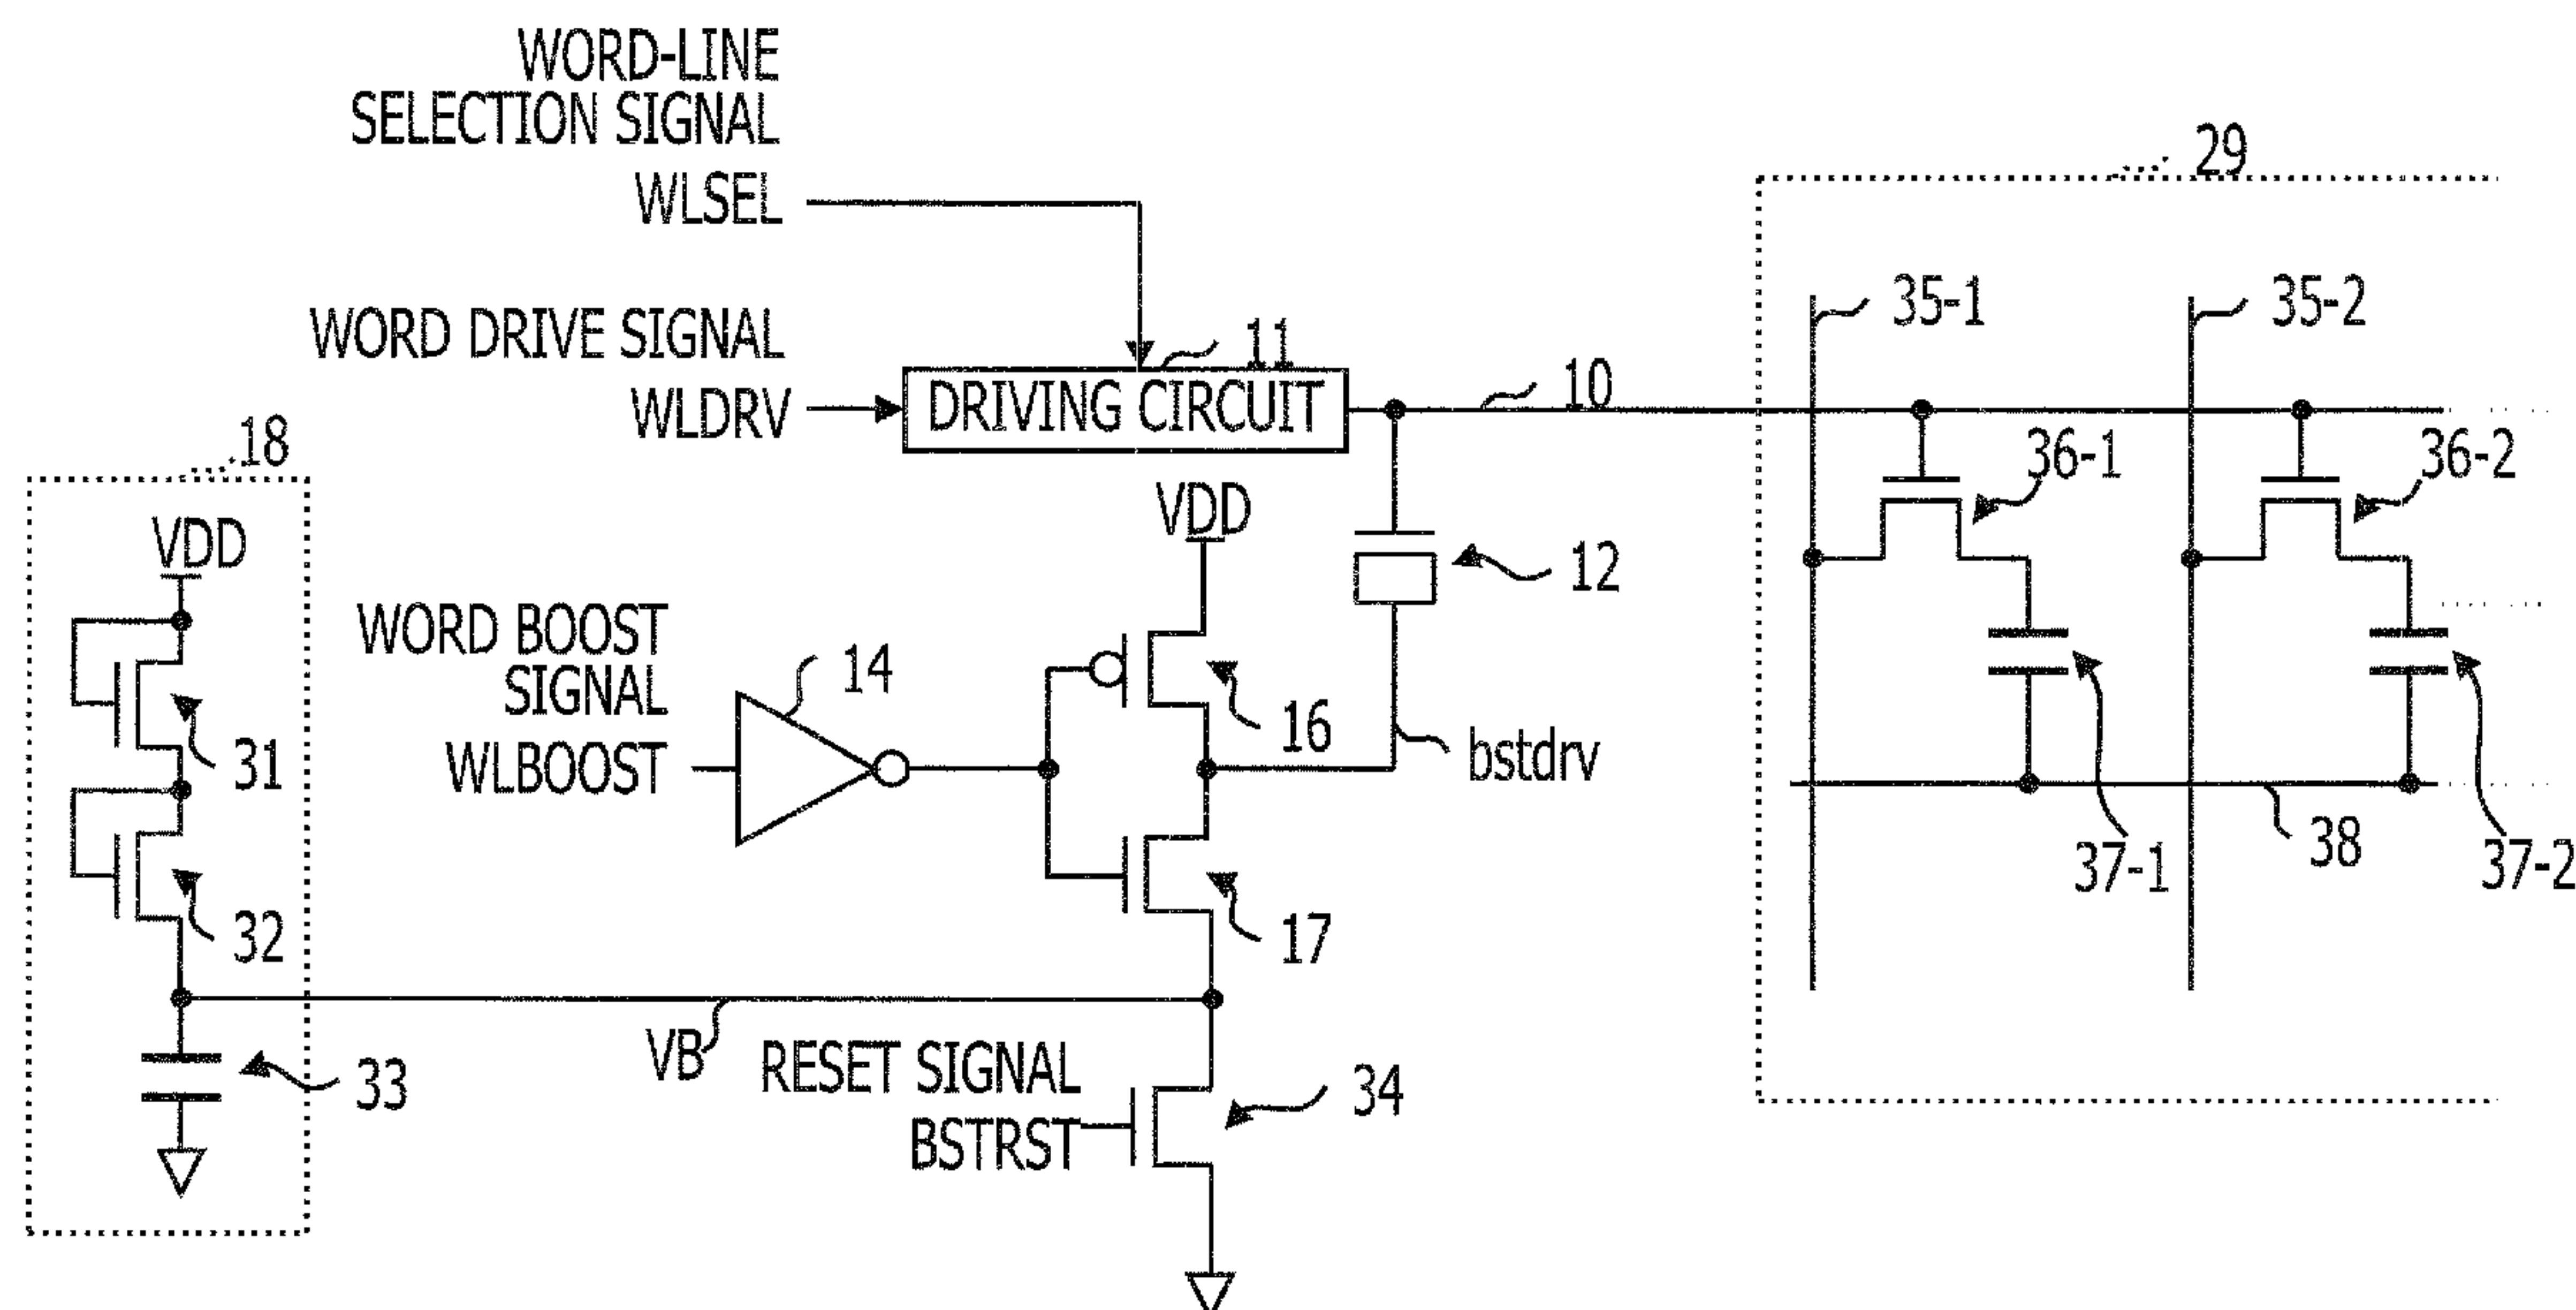 WORD-LINE
SELECTION SIGNAL
WLSEL
29
35-1
35-2
WORD DRIVE SIGNAL
WLDRV
11
DRIVING CIRCUIT
10
36-1
36-2
18
VDD
VDD
12
WORD BOOST
SIGNAL
WLBOOST
14
16
bstdrv
31
32
17
37-1
38
37-2
VB
RESET SIGNAL
BSTRST
33
34